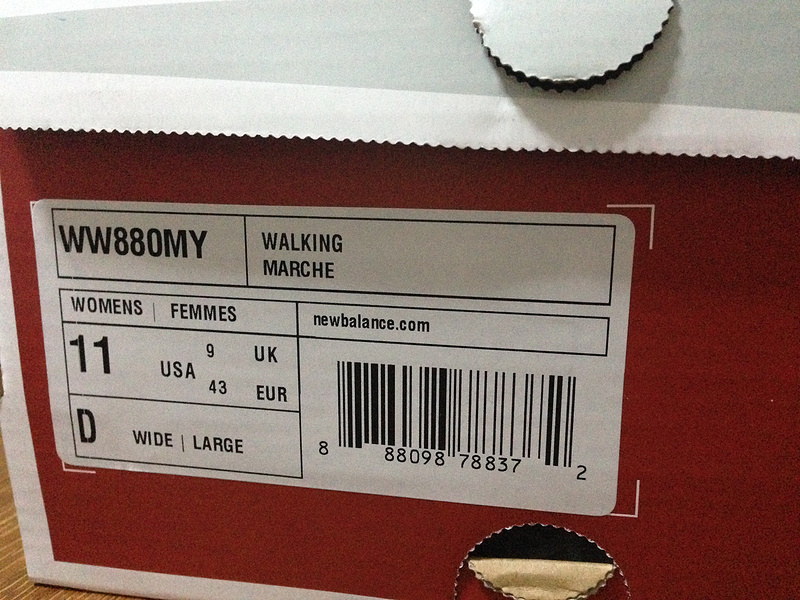 WW880MY
WALKING
MARCHE
WOMENS | FEMMES
newbalance.com
11 USA 9 UK
43 EUR
D WIDE | LARGE
8 88098 78837 2